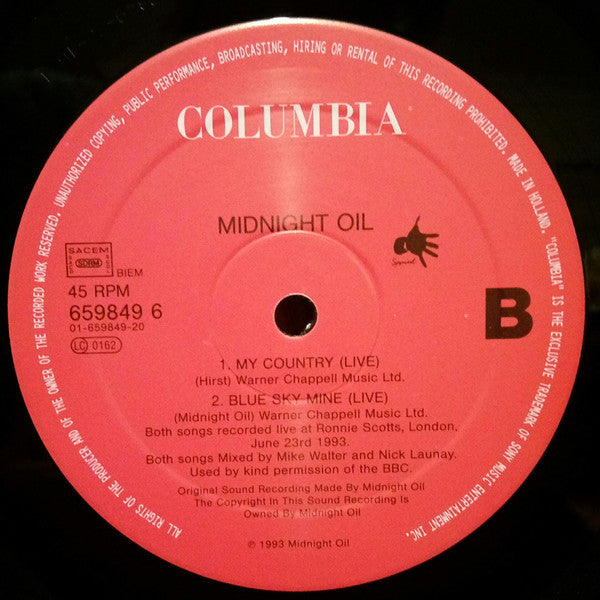 ALL RIGHTS OF THE PRODUCER AND OF THE OWNER OF THE RECORDED WORK RESERVED. UNAUTHORIZED COPYING, PUBLIC PERFORMANCE, BROADCASTING, HIRING OR RENTAL OF THIS RECORDING PROHIBITED. MADE IN HOLLAND. "COLUMBIA" IS THE EXCLUSIVE TRADEMARK OF SONY MUSIC ENTERTAINMENT INC.
COLUMBIA
MIDNIGHT OIL
SACEM
SDRM
BIEM
45 RPM
659849 6
01-659849-20
LC 0162
B
1. MY COUNTRY (LIVE)
(Hirst) Warner Chappell Music Ltd.
2. BLUE SKY MINE (LIVE)
(Midnight Oil) Warner Chappell Music Ltd.
Both songs recorded live at Ronnie Scotts, London,
June 23rd 1993.
Both songs Mixed by Mike Walter and Nick Launay.
Used by kind permission of the BBC.
Original Sound Recording Made By Midnight Oil
The Copyright In This Sound Recording Is
Owned By Midnight Oil
℗ 1993 Midnight Oil